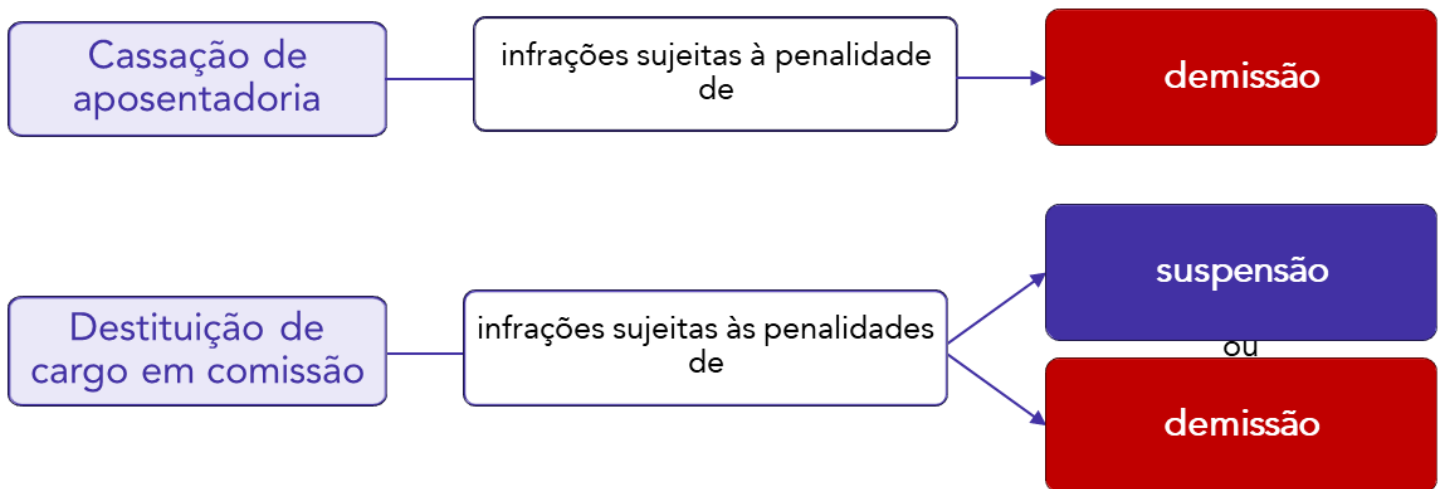 Cassação de
aposentadoria
infrações sujeitas à penalidade
de
demissão
Destituição de
cargo em comissão
infrações sujeitas às penalidades
de
suspensão
ou
demissão